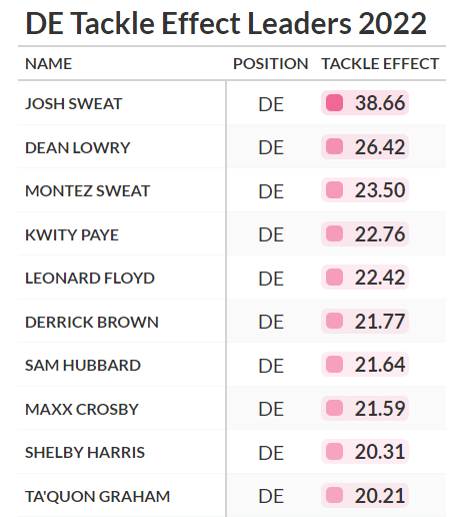 DE Tackle Effect Leaders 2022
NAME POSITION TACKLE EFFECT
JOSH SWEAT DE 38.66
DEAN LOWRY DE 26.42
MONTEZ SWEAT DE 23.50
KWITY PAYE DE 22.76
LEONARD FLOYD DE 22.42
DERRICK BROWN DE 21.77
SAM HUBBARD DE 21.64
MAXX CROSBY DE 21.59
SHELBY HARRIS DE 20.31
TA'QUON GRAHAM DE 20.21